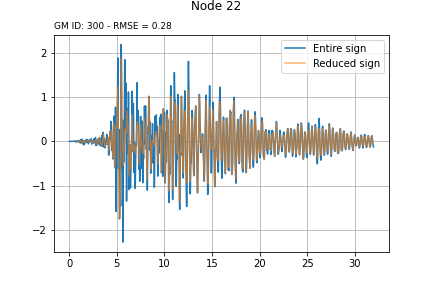 Node 22
GM ID: 300 - RMSE = 0.28
Entire sign
Reduced sign
2
1
0
−1
−2
0 5 10 15 20 25 30